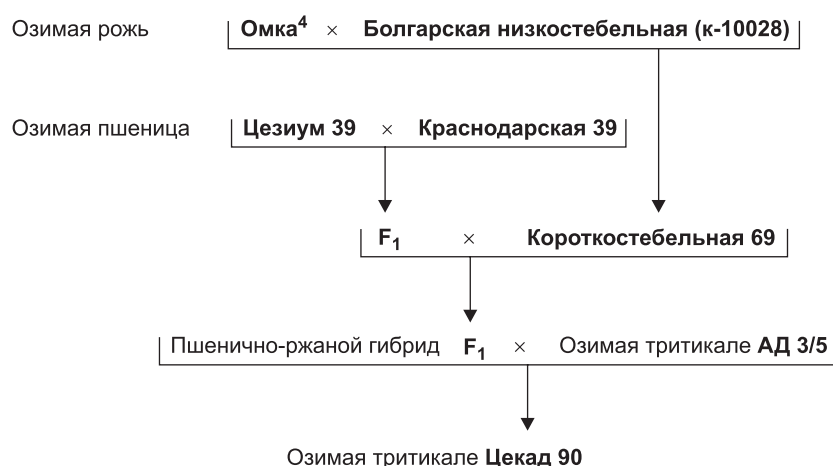 Озимая рожь Омка⁴ × Болгарская низкостебельная (к-10028)
Озимая пшеница Цезиум 39 × Краснодарская 39
F₁ × Короткостебельная 69
Пшенично-ржаной гибрид F₁ × Озимая тритикале АД 3/5
Озимая тритикале Цекад 90